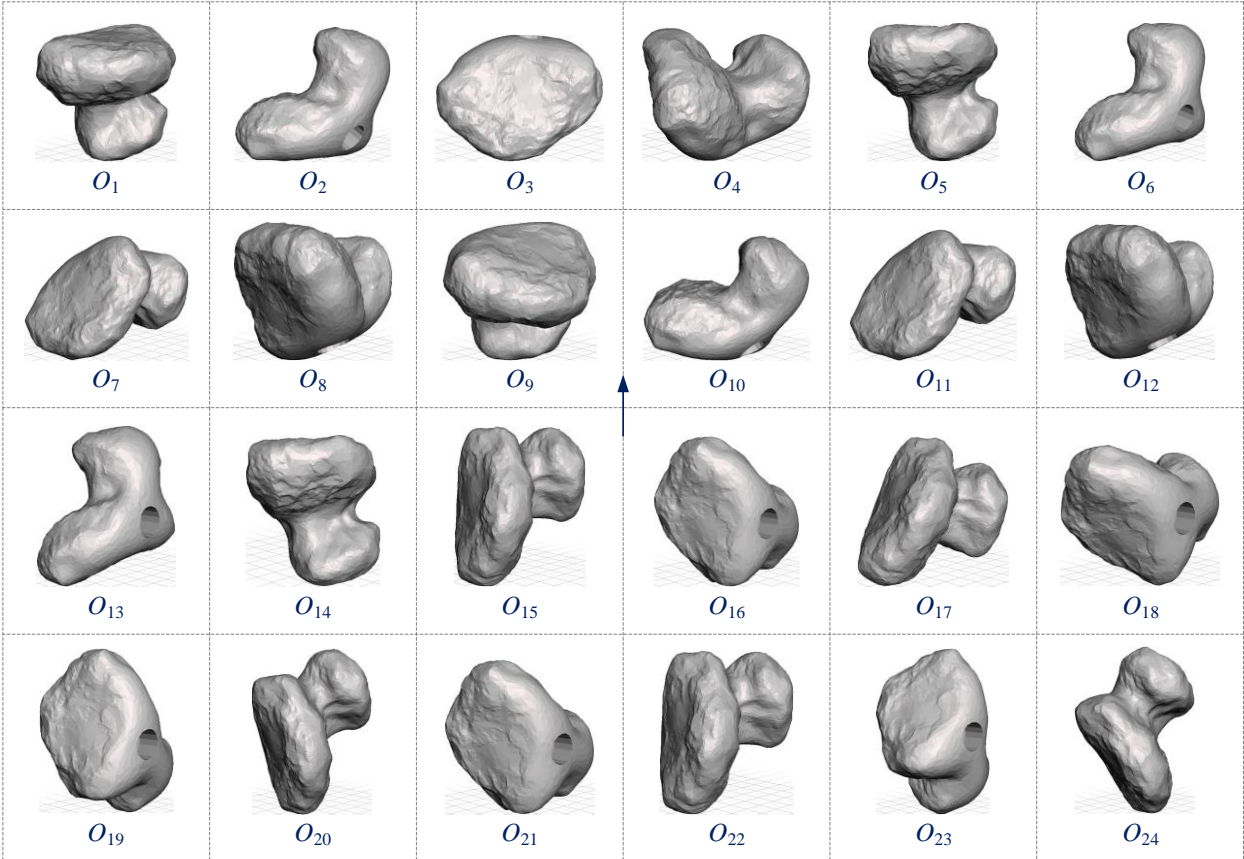 O₁ O₂ O₃ O₄ O₅ O₆
O₇ O₈ O₉ O₁₀ O₁₁ O₁₂
O₁₃ O₁₄ O₁₅ O₁₆ O₁₇ O₁₈
O₁₉ O₂₀ O₂₁ O₂₂ O₂₃ O₂₄